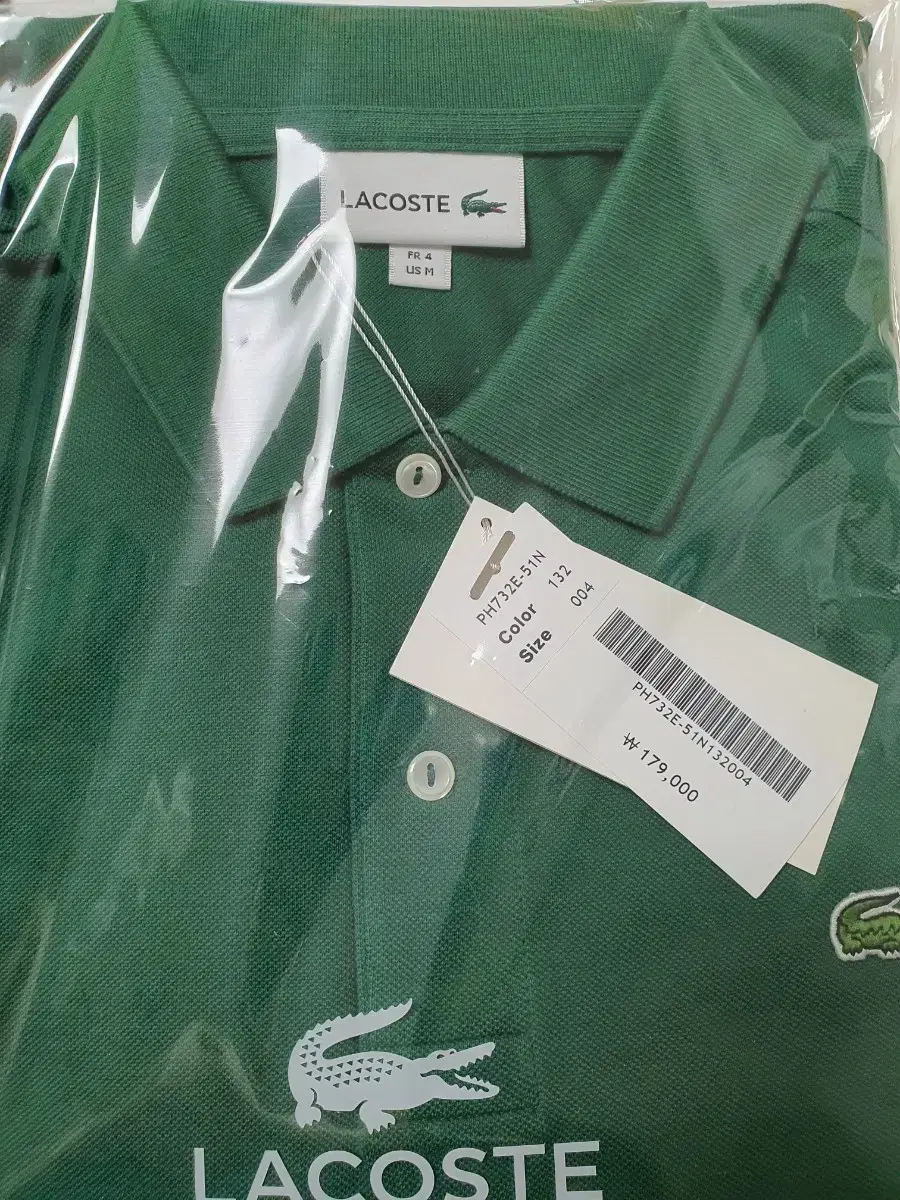 LACOSTE
FR 4
US M
PH732E-51N
Color 132
Size 004
PH732E-51N132004
₩179,000
LACOSTE